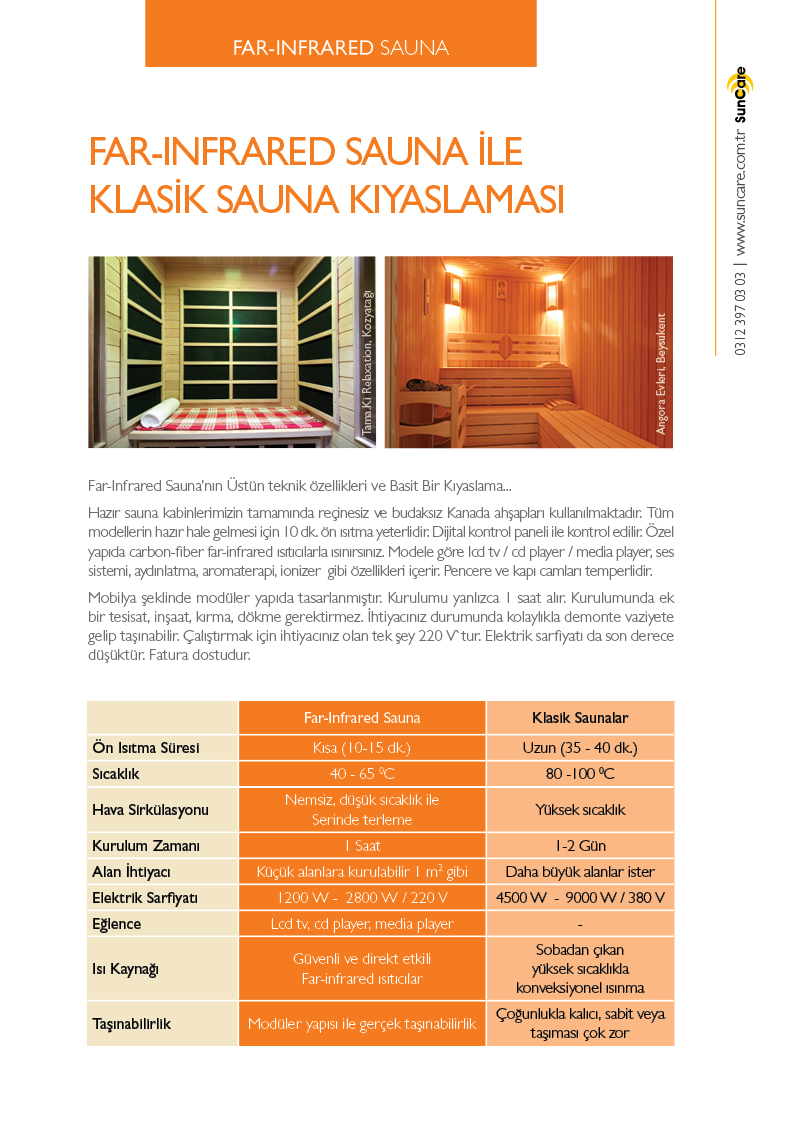 FAR-INFRARED SAUNA
FAR-INFRARED SAUNA İLE
KLASİK SAUNA KIYASLAMASI
Tama.Ki Relaxation, Kozyatağı
Angora Evleri, Beysukent
0312 397 03 03 | www.suncare.com.tr SunCare
Far-Infrared Sauna'nın Üstün teknik özellikleri ve Basit Bir Kıyaslama...
Hazır sauna kabinlerimizin tamamında reçinesiz ve budaksız Kanada ahşapları kullanılmaktadır. Tüm
modellerin hazır hale gelmesi için 10 dk. ön ısıtma yeterlidir. Dijital kontrol paneli ile kontrol edilir. Özel
yapıda carbon-fiber far-infrared ısıtıcılarla ısınırsınız. Modele göre lcd tv / cd player / media player, ses
sistemi, aydınlatma, aromaterapi, ionizer gibi özellikleri içerir. Pencere ve kapı camları temperlidir.
Mobilya şeklinde modüler yapıda tasarlanmıştır. Kurulumu yanlızca 1 saat alır. Kurulumunda ek
bir tesisat, inşaat, kırma, dökme gerektirmez. İhtiyacınız durumunda kolaylıkla demonte vaziyete
gelip taşınabilir. Çalıştırmak için ihtiyacınız olan tek şey 220 V`tur. Elektrik sarfiyatı da son derece
düşüktür. Fatura dostudur.
Far-Infrared Sauna Klasik Saunalar
Ön Isıtma Süresi Kısa (10-15 dk.) Uzun (35 - 40 dk.)
Sıcaklık 40 - 65 ⁰C 80 -100 ⁰C
Hava Sirkülasyonu Nemsiz, düşük sıcaklık ile
Serinde terleme Yüksek sıcaklık
Kurulum Zamanı 1 Saat 1-2 Gün
Alan İhtiyacı Küçük alanlara kurulabilir 1 m² gibi Daha büyük alanlar ister
Elektrik Sarfiyatı 1200 W - 2800 W / 220 V 4500 W - 9000 W / 380 V
Eğlence Lcd tv, cd player, media player -
Isı Kaynağı Güvenli ve direkt etkili
Far-infrared ısıtıcılar Sobadan çıkan
yüksek sıcaklıkla
konveksiyonel ısınma
Taşınabilirlik Modüler yapısı ile gerçek taşınabilirlik Çoğunlukla kalıcı, sabit veya
taşıması çok zor